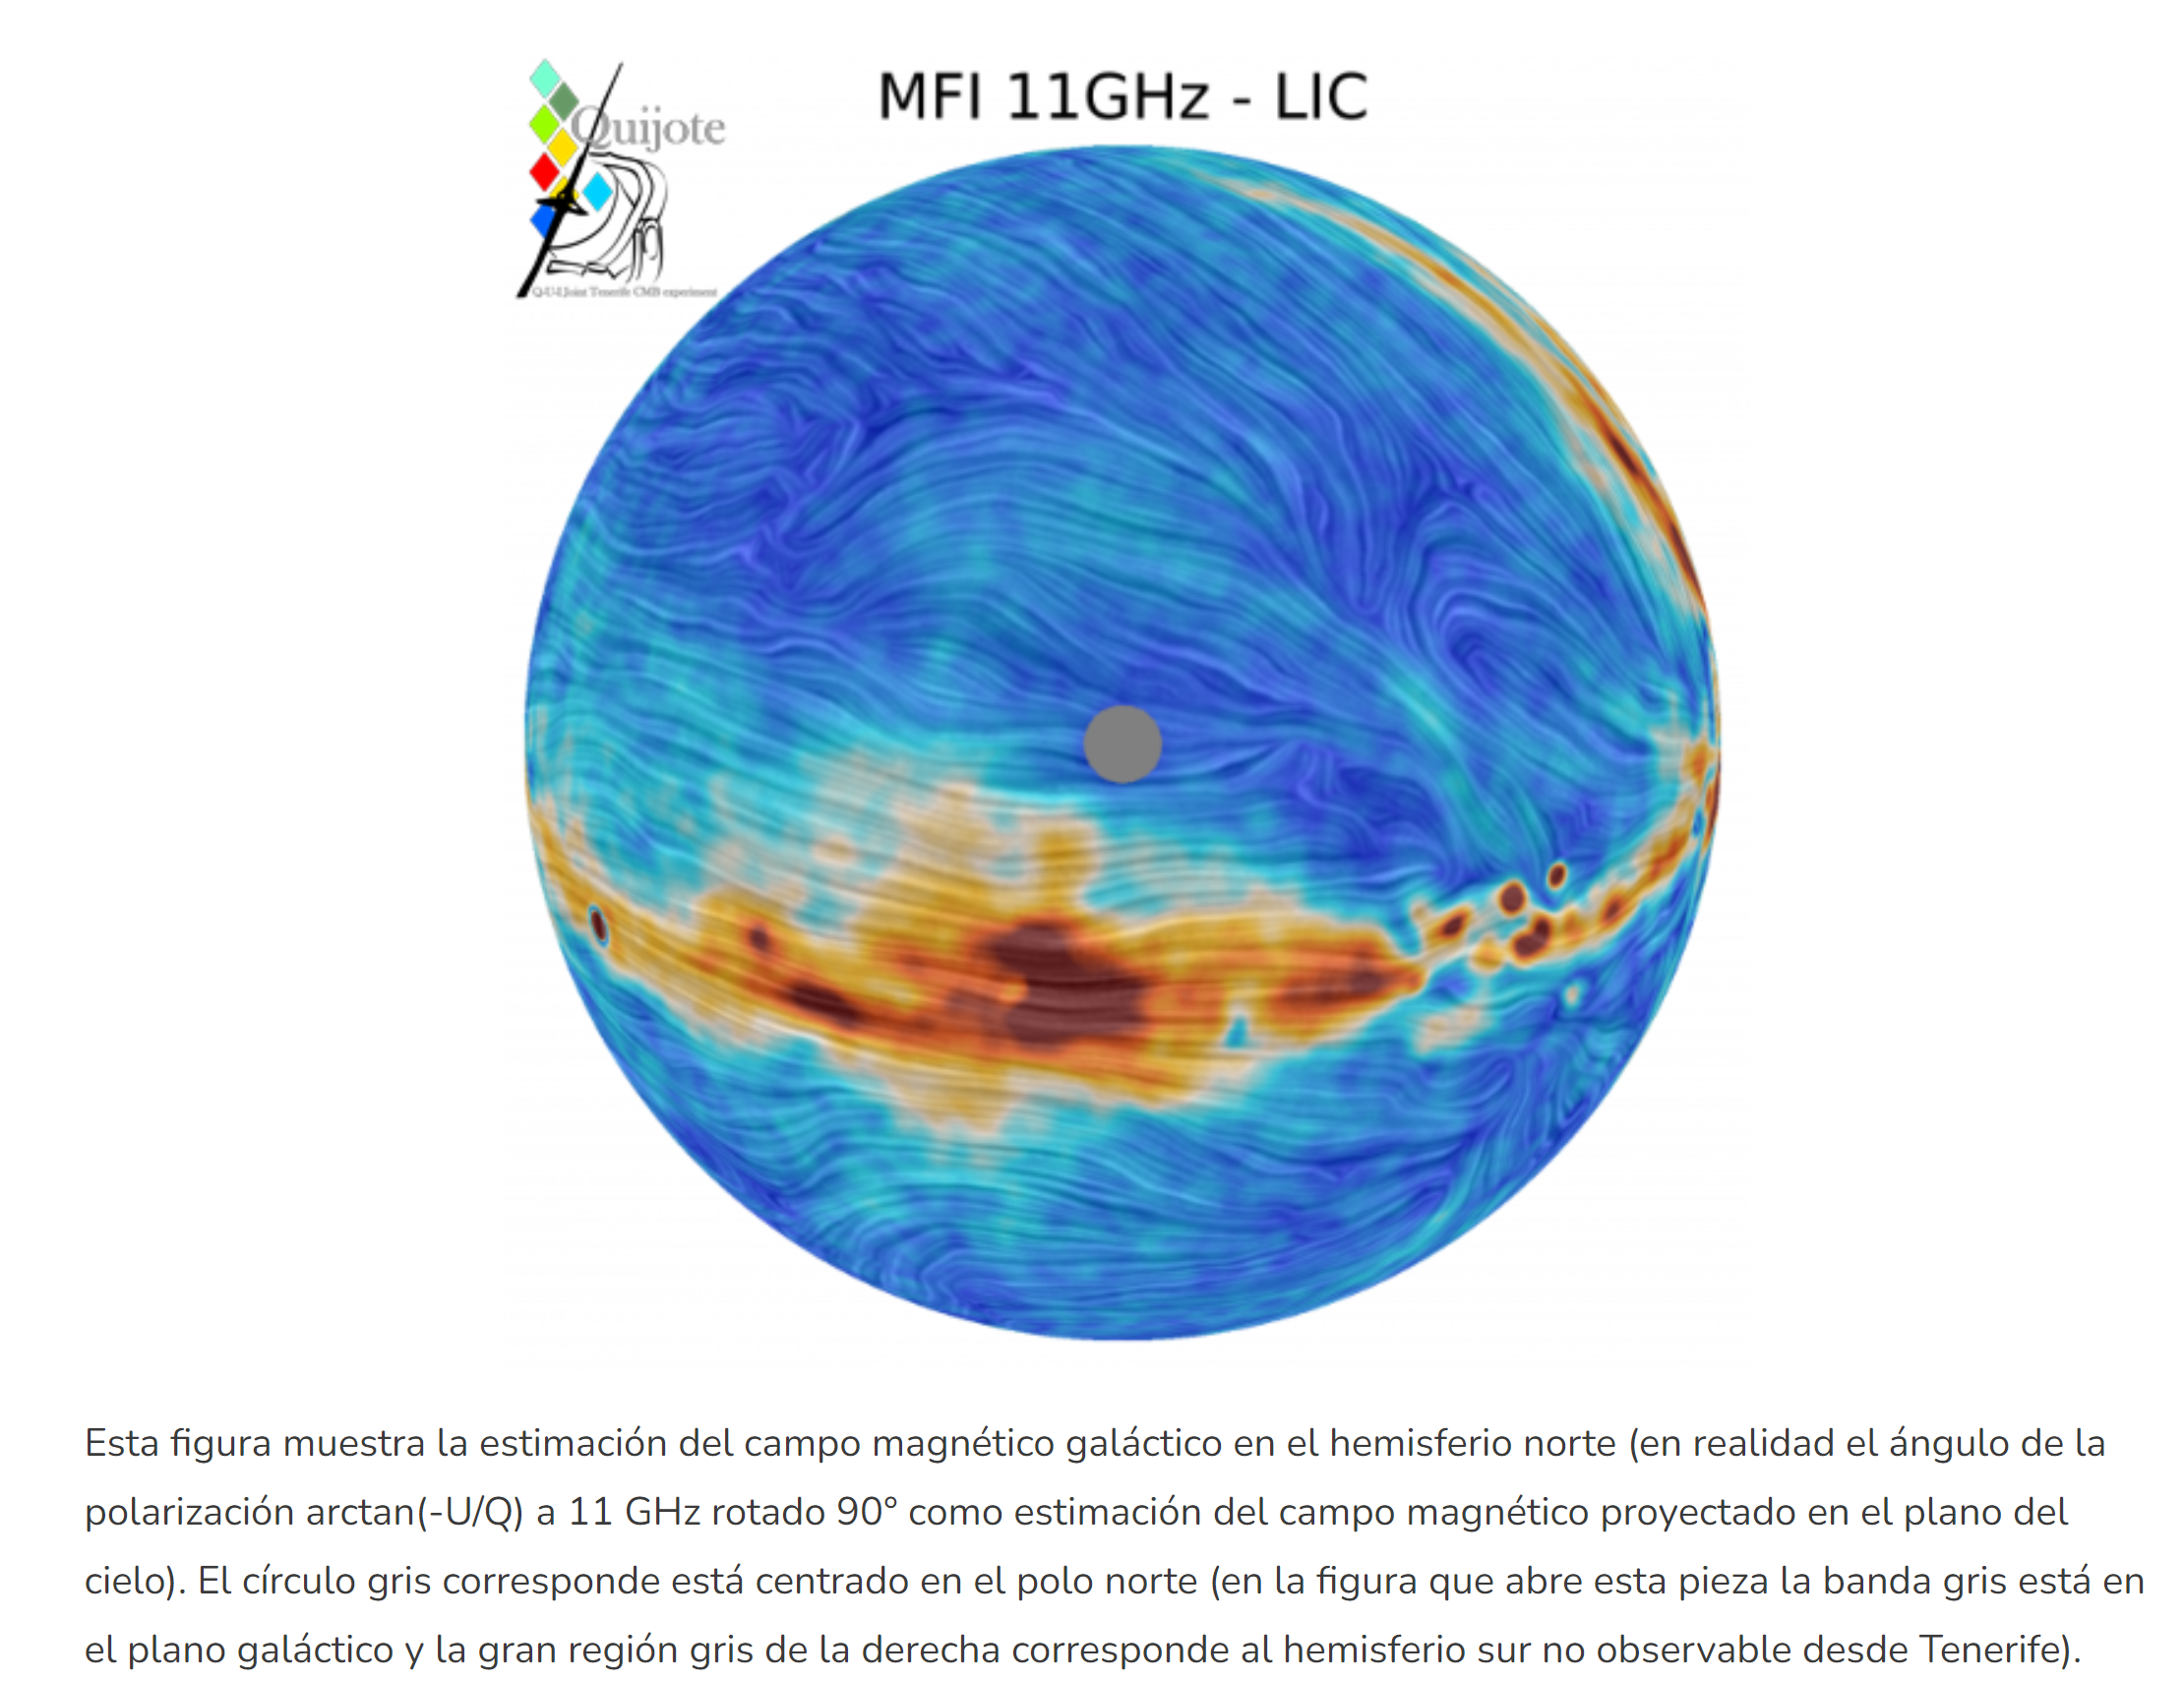 MFI 11GHz - LIC
Quijote
Q-U-I Joint Tenerife CMB experiment
Esta figura muestra la estimación del campo magnético galáctico en el hemisferio norte (en realidad el ángulo de la
polarización arctan(-U/Q) a 11 GHz rotado 90° como estimación del campo magnético proyectado en el plano del
cielo). El círculo gris corresponde está centrado en el polo norte (en la figura que abre esta pieza la banda gris está en
el plano galáctico y la gran región gris de la derecha corresponde al hemisferio sur no observable desde Tenerife).